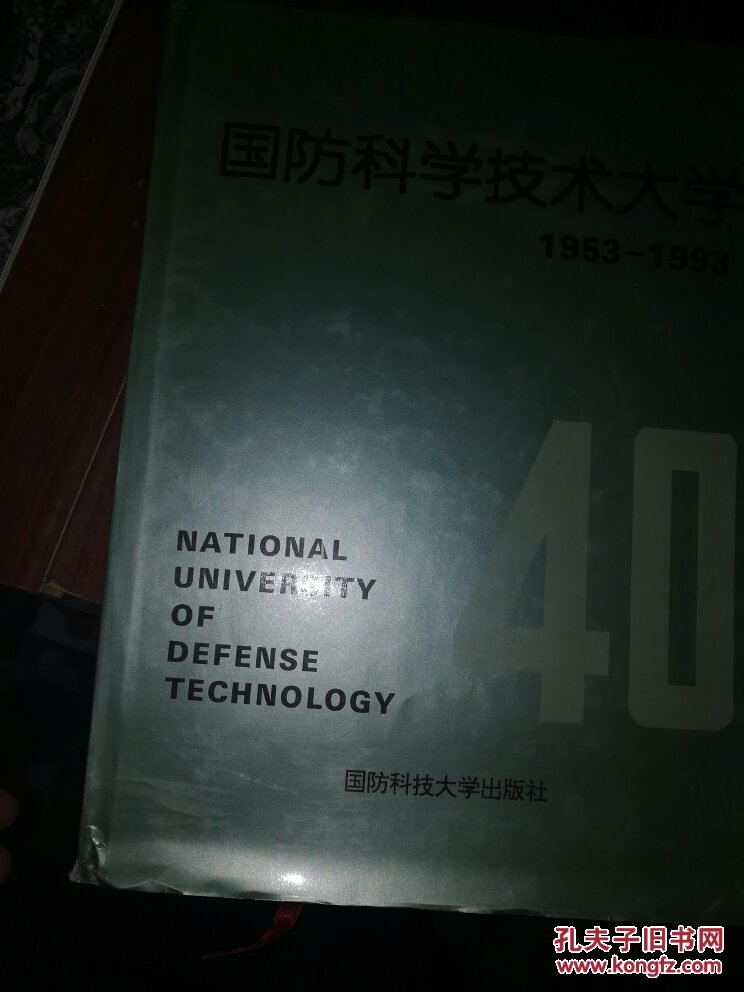 国防科学技术大学
1953-1993
40
NATIONAL
UNIVERSITY
OF
DEFENSE
TECHNOLOGY
国防科技大学出版社
孔夫子旧书网
www.kongfz.com